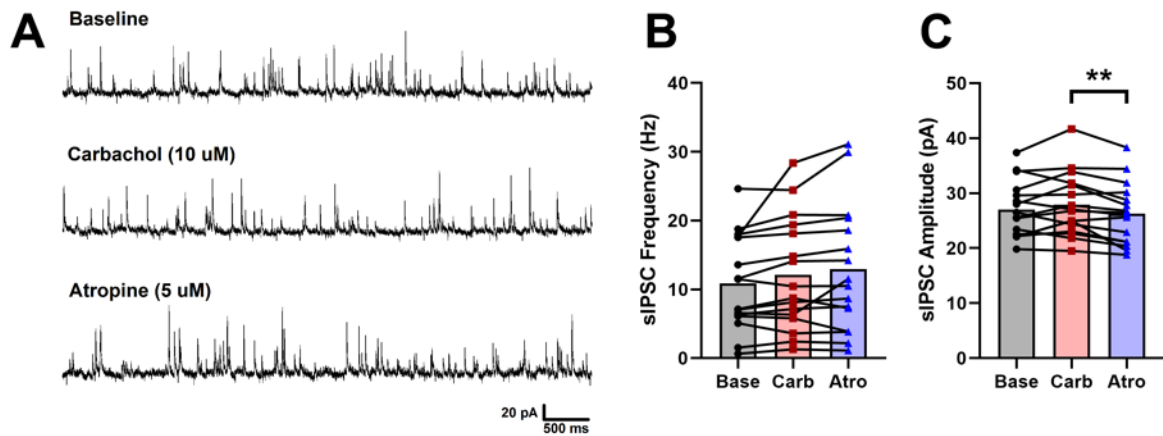 A
Baseline
Carbachol (10 uM)
Atropine (5 uM)
20 pA
500 ms
B
sIPSC Frequency (Hz)
40
30
20
10
0
Base Carb Atro
C
**
sIPSC Amplitude (pA)
50
40
30
20
10
0
Base Carb Atro